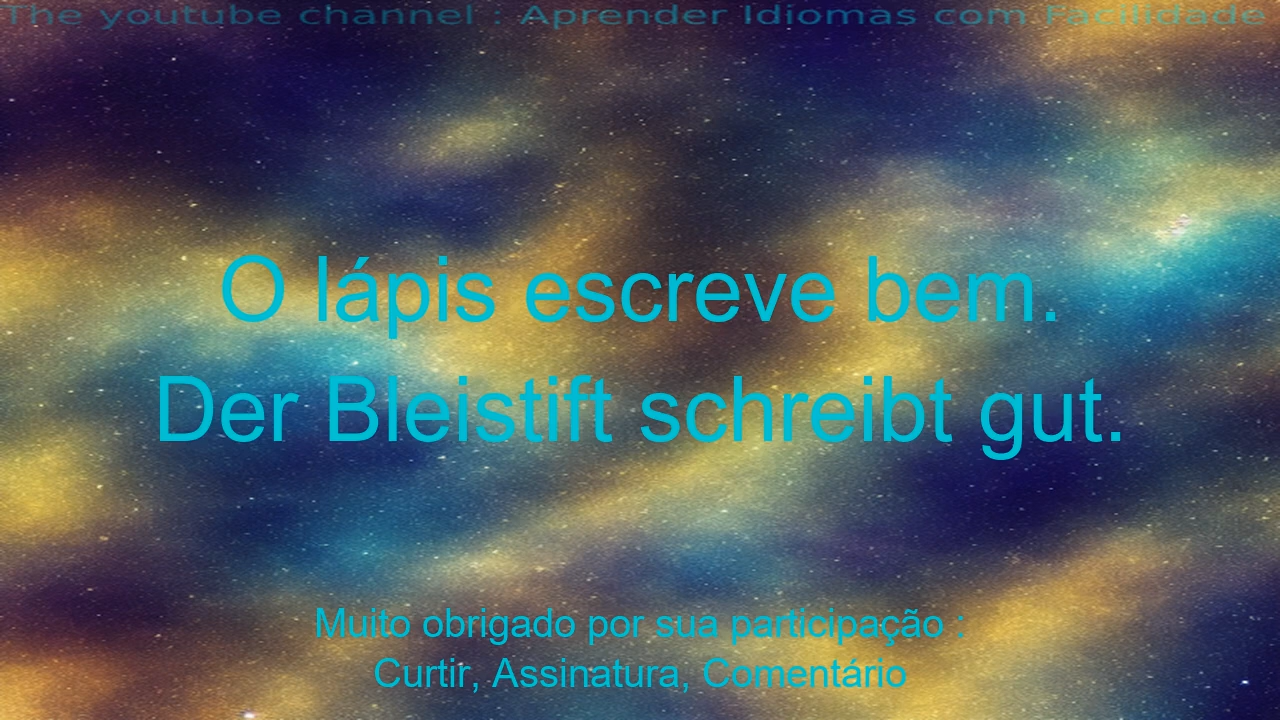 The youtube channel : Aprender Idiomas com Facilidade
O lápis escreve bem.
Der Bleistift schreibt gut.
Muito obrigado por sua participação :
Curtir, Assinatura, Comentário